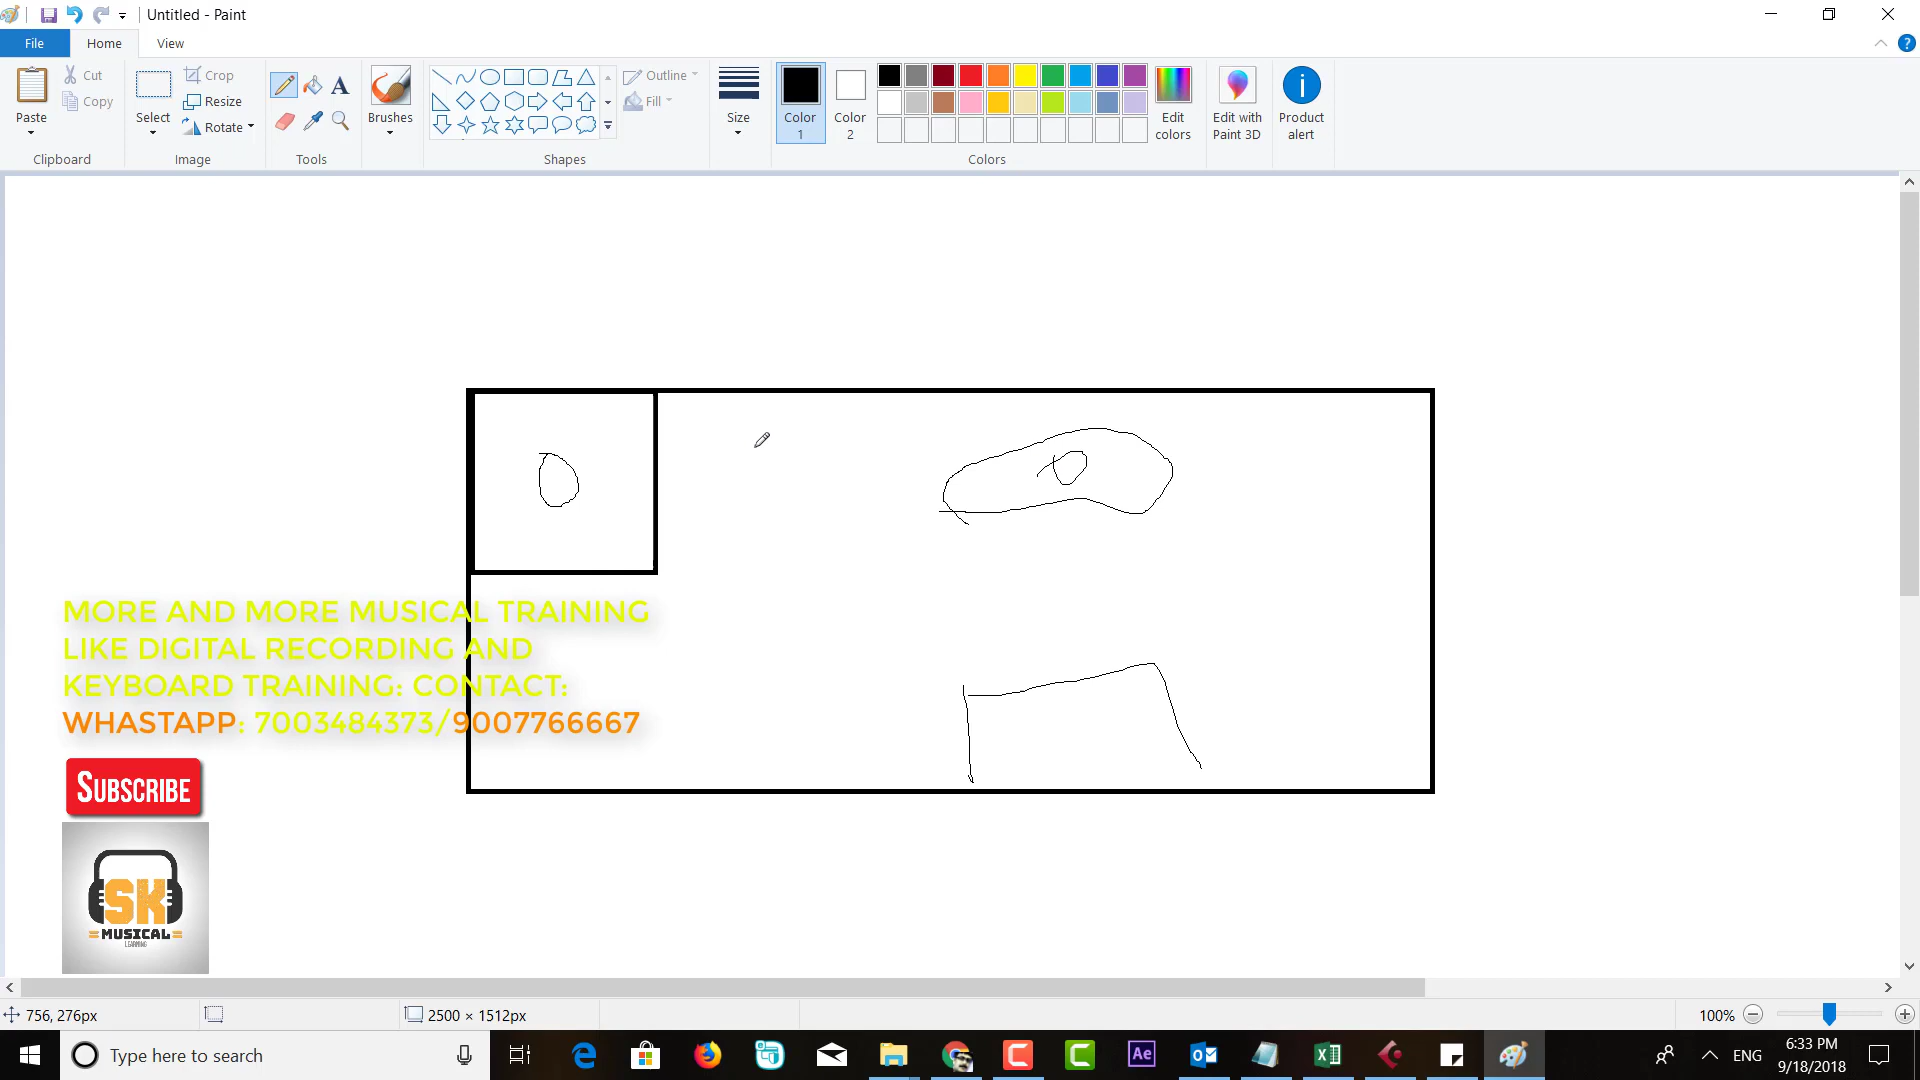 Untitled - Paint
File Home View
Paste
Cut
Copy
Clipboard
Select
Crop
Resize
Rotate
Image
Tools
Brushes
Shapes
Outline
Fill
Size
Color 1
Color 2
Colors
Edit colors
Edit with Paint 3D
Product alert
MORE AND MORE MUSICAL TRAINING
LIKE DIGITAL RECORDING AND
KEYBOARD TRAINING: CONTACT:
WHASTAPP: 7003484373/9007766667
SUBSCRIBE
SK
MUSICAL
LEARNING
756, 276px
2500 × 1512px
100%
Type here to search
Ae
ENG
6:33 PM
9/18/2018